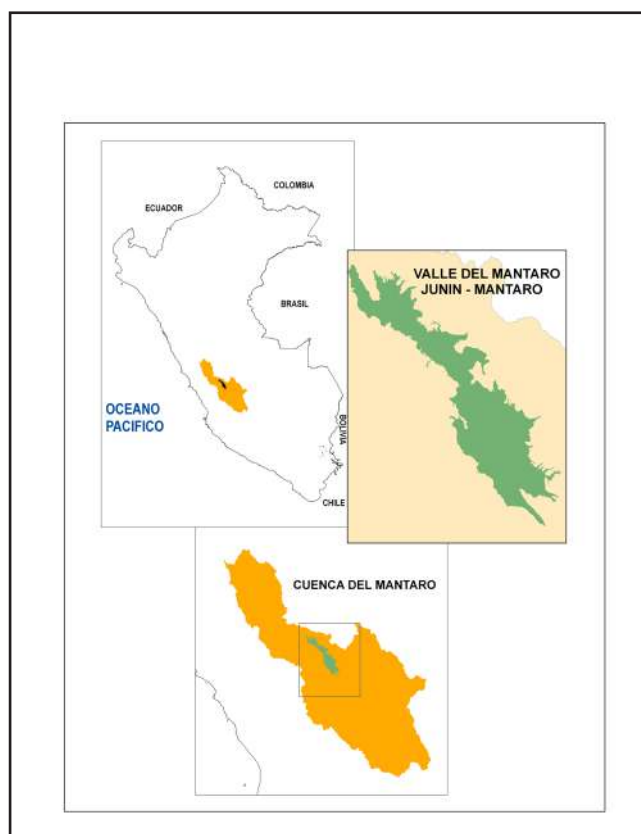 COLOMBIA
ECUADOR
BRASIL
OCEANO
PACIFICO
BOLIVIA
CHILE
VALLE DEL MANTARO
JUNIN - MANTARO
CUENCA DEL MANTARO